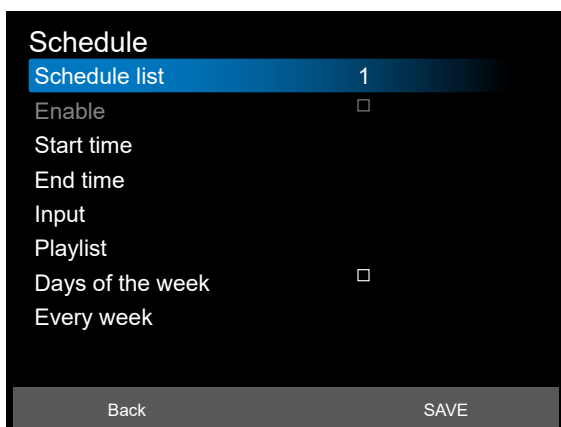 Schedule
Schedule list 1
Enable
Start time
End time
Input
Playlist
Days of the week
Every week
Back SAVE